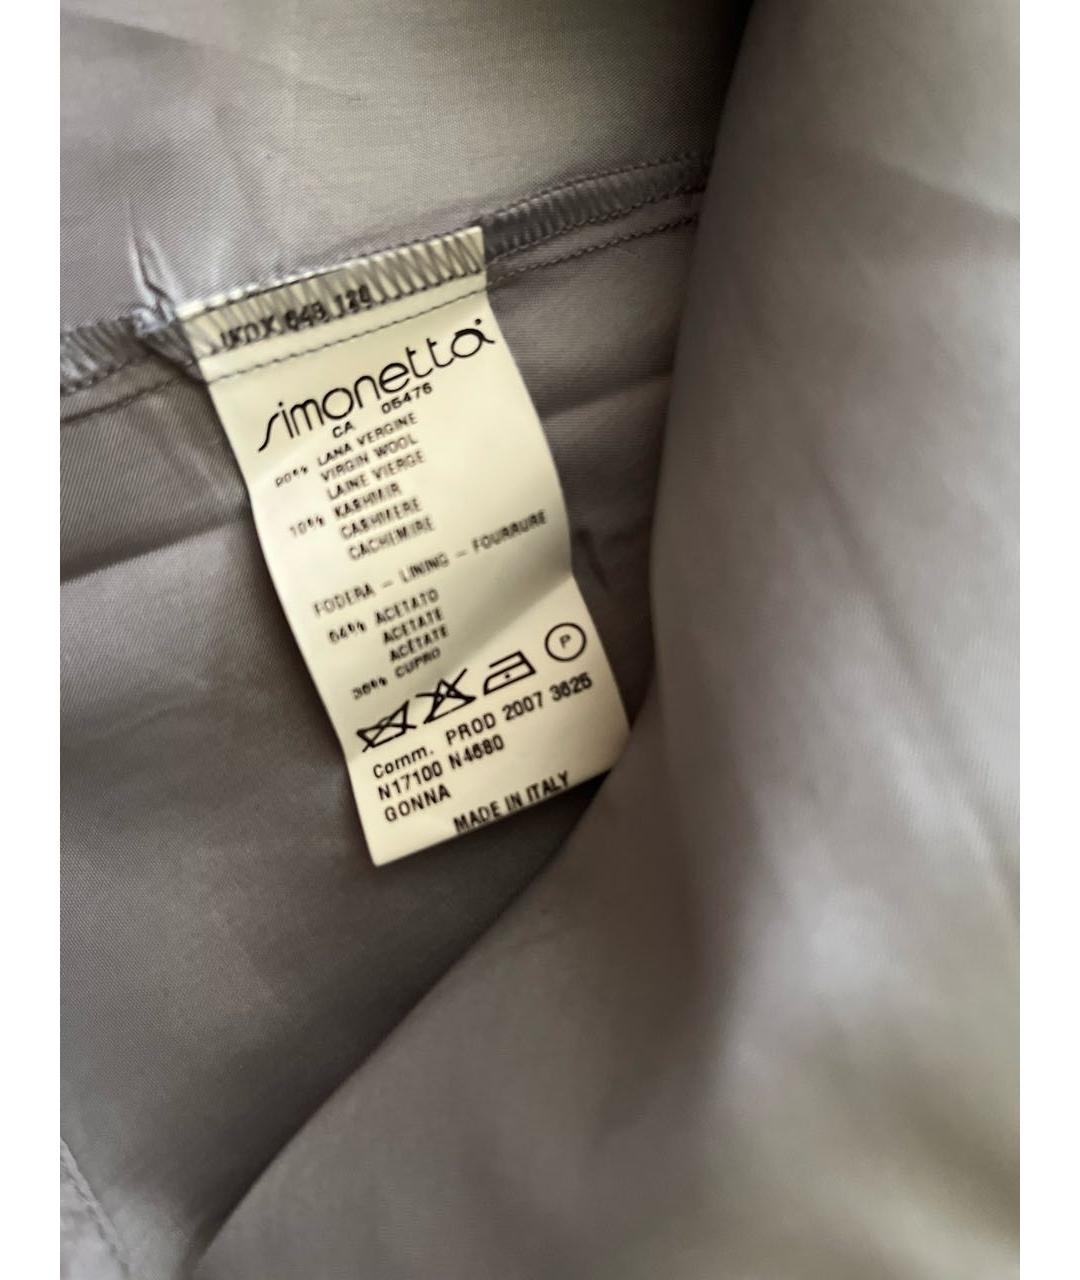 simonetta
CA 05476
90% LANA VERGINE
VIRGIN WOOL
LAINE VIERGE
10% KASHMIR
CASHMERE
CACHEMIRE
FODERA - LINING - FOURRURE
64% ACETATO
ACETATE
ACÉTATE
36% CUPRO
P
Comm. PROD 2007 3625
N17100 N4680
GONNA
MADE IN ITALY